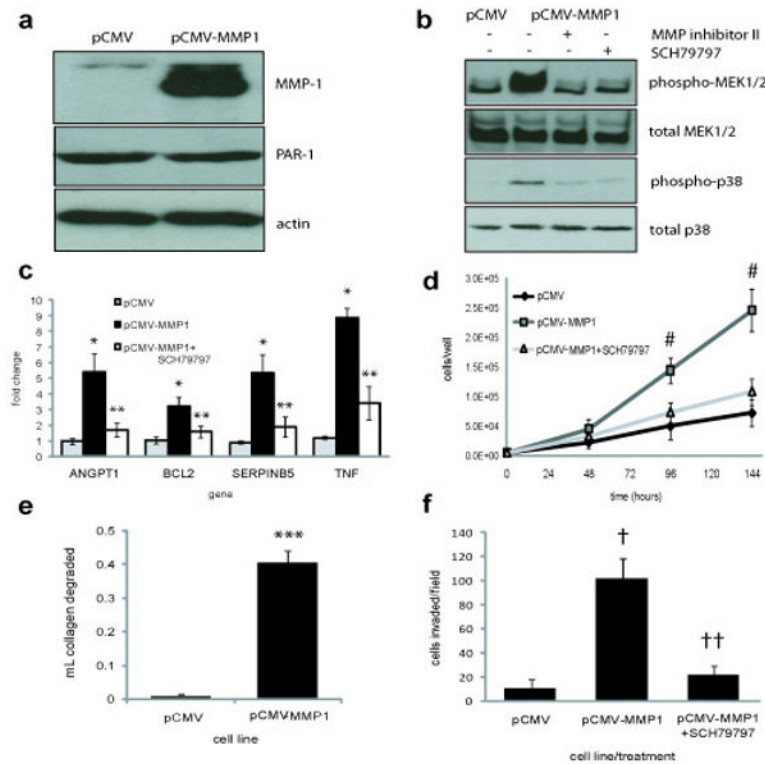 a
pCMV pCMV-MMP1
MMP-1
PAR-1
actin
b
pCMV pCMV-MMP1
- - + - MMP inhibitor II
- - - + SCH79797
phospho-MEK1/2
total MEK1/2
phospho-p38
total p38
c
fold change
10
9
8
7
6
5
4
3
2
1
0
pCMV
pCMV-MMP1
pCMV-MMP1+
SCH79797
* ** * ** * ** * **
ANGPT1 BCL2 SERPINB5 TNF
gene
d
cells/well
3.0E+05
2.5E+05
2.0E+05
1.5E+05
1.0E+05
5.0E+04
0.0E+00
pCMV
pCMV-MMP1
pCMV-MMP1+SCH79797
# #
0 24 48 72 96 120 144
time (hours)
e
mL collagen degraded
0.5
0.4
0.3
0.2
0.1
0
***
pCMV pCMVMMP1
cell line
f
cells invaded/field
140
120
100
80
60
40
20
0
† ††
pCMV pCMV-MMP1 pCMV-MMP1
+SCH79797
cell line/treatment